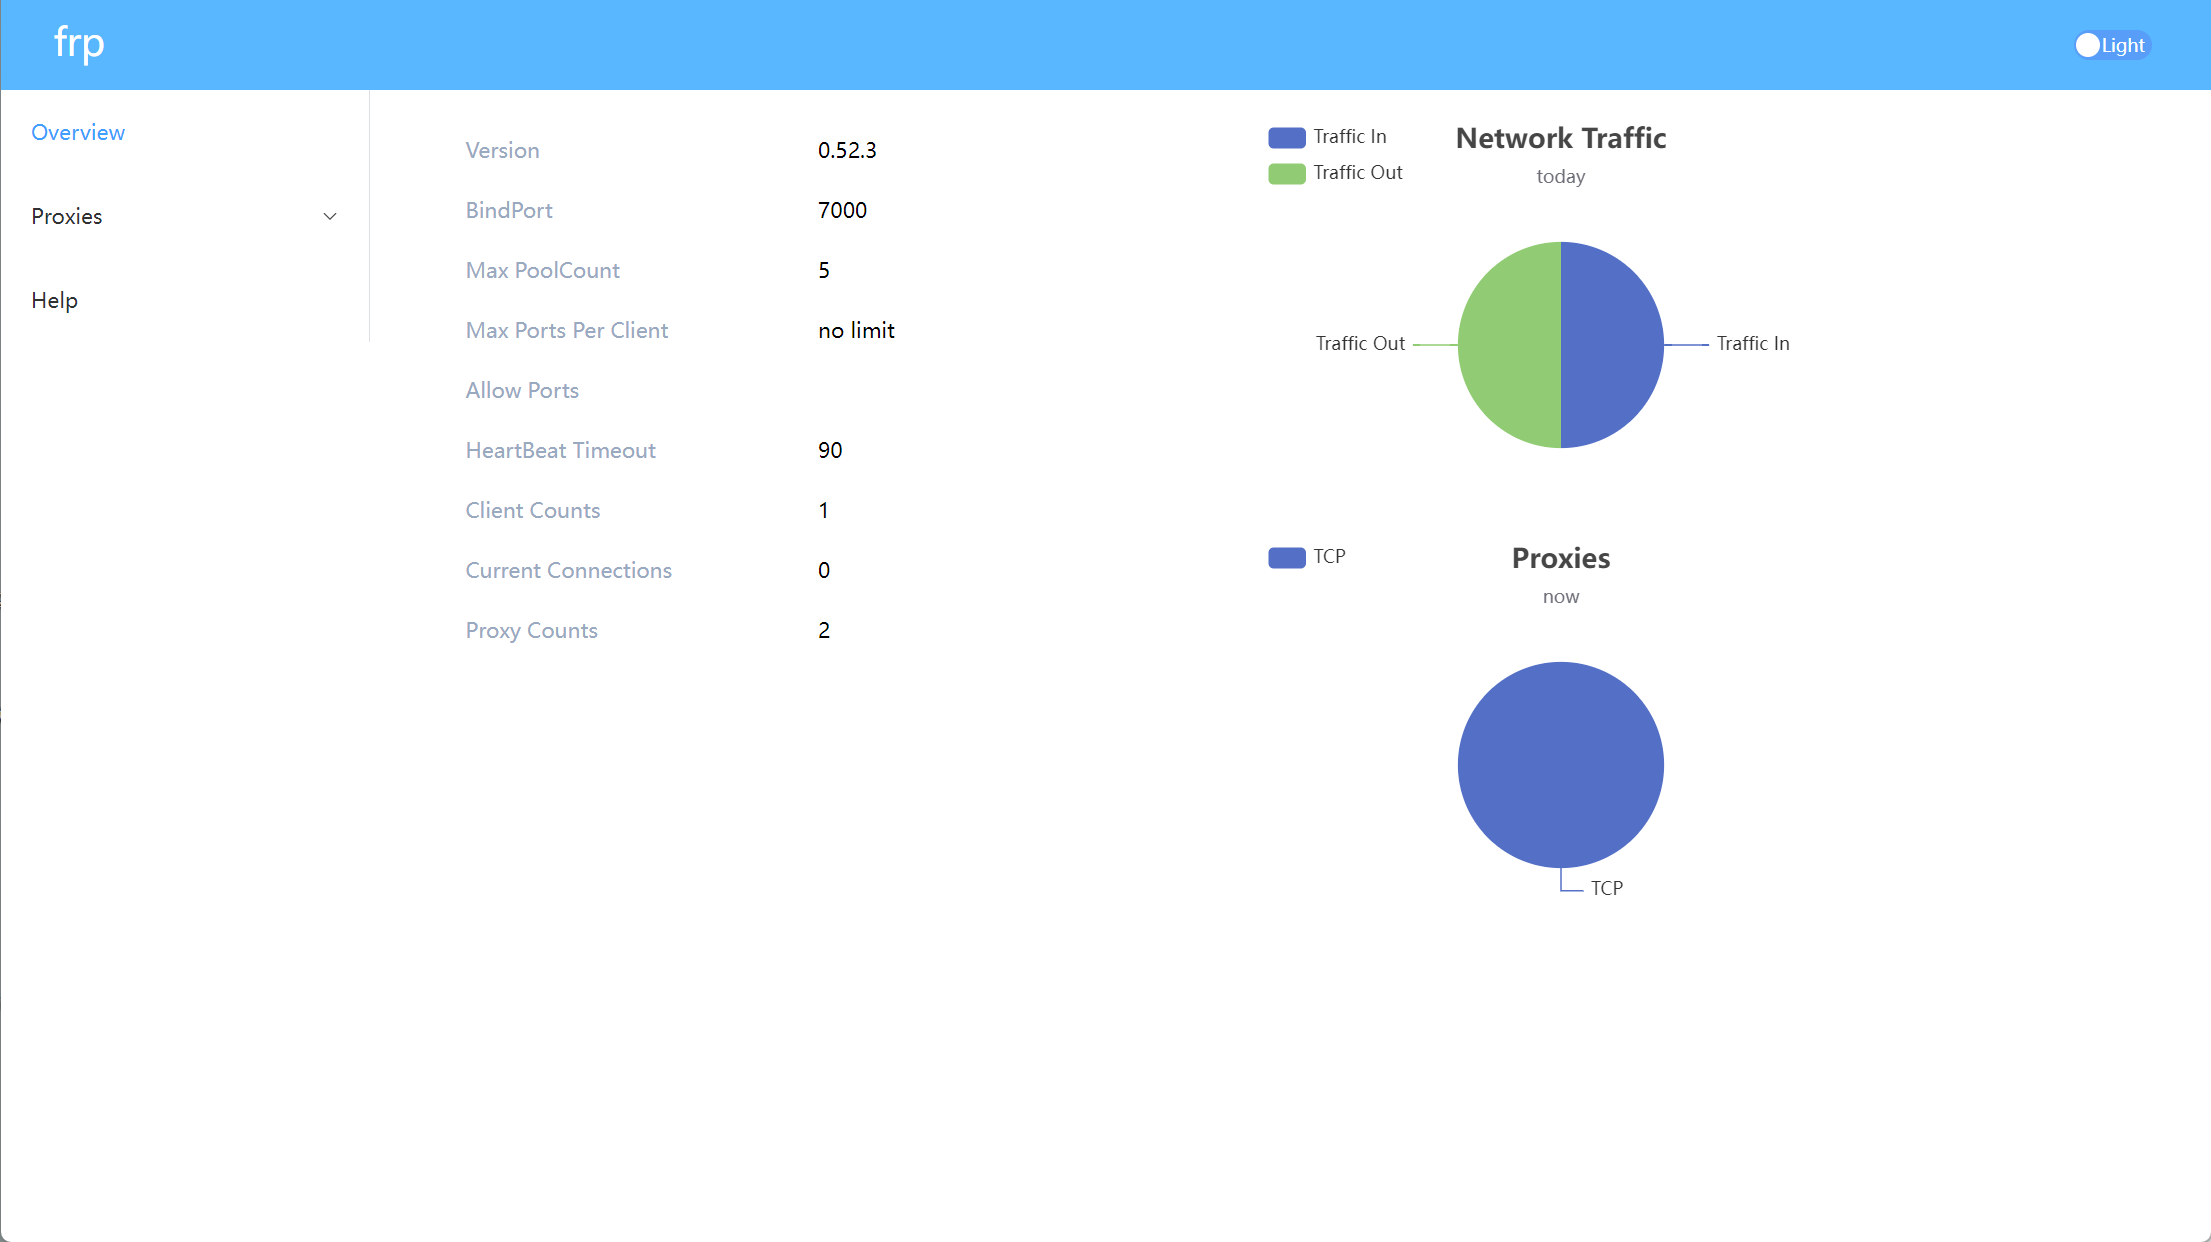 frp
Light
Overview
Proxies
Help
Version 0.52.3
BindPort 7000
Max PoolCount 5
Max Ports Per Client no limit
Allow Ports
HeartBeat Timeout 90
Client Counts 1
Current Connections 0
Proxy Counts 2
Traffic In
Traffic Out
Network Traffic
today
Traffic Out
Traffic In
TCP
Proxies
now
TCP